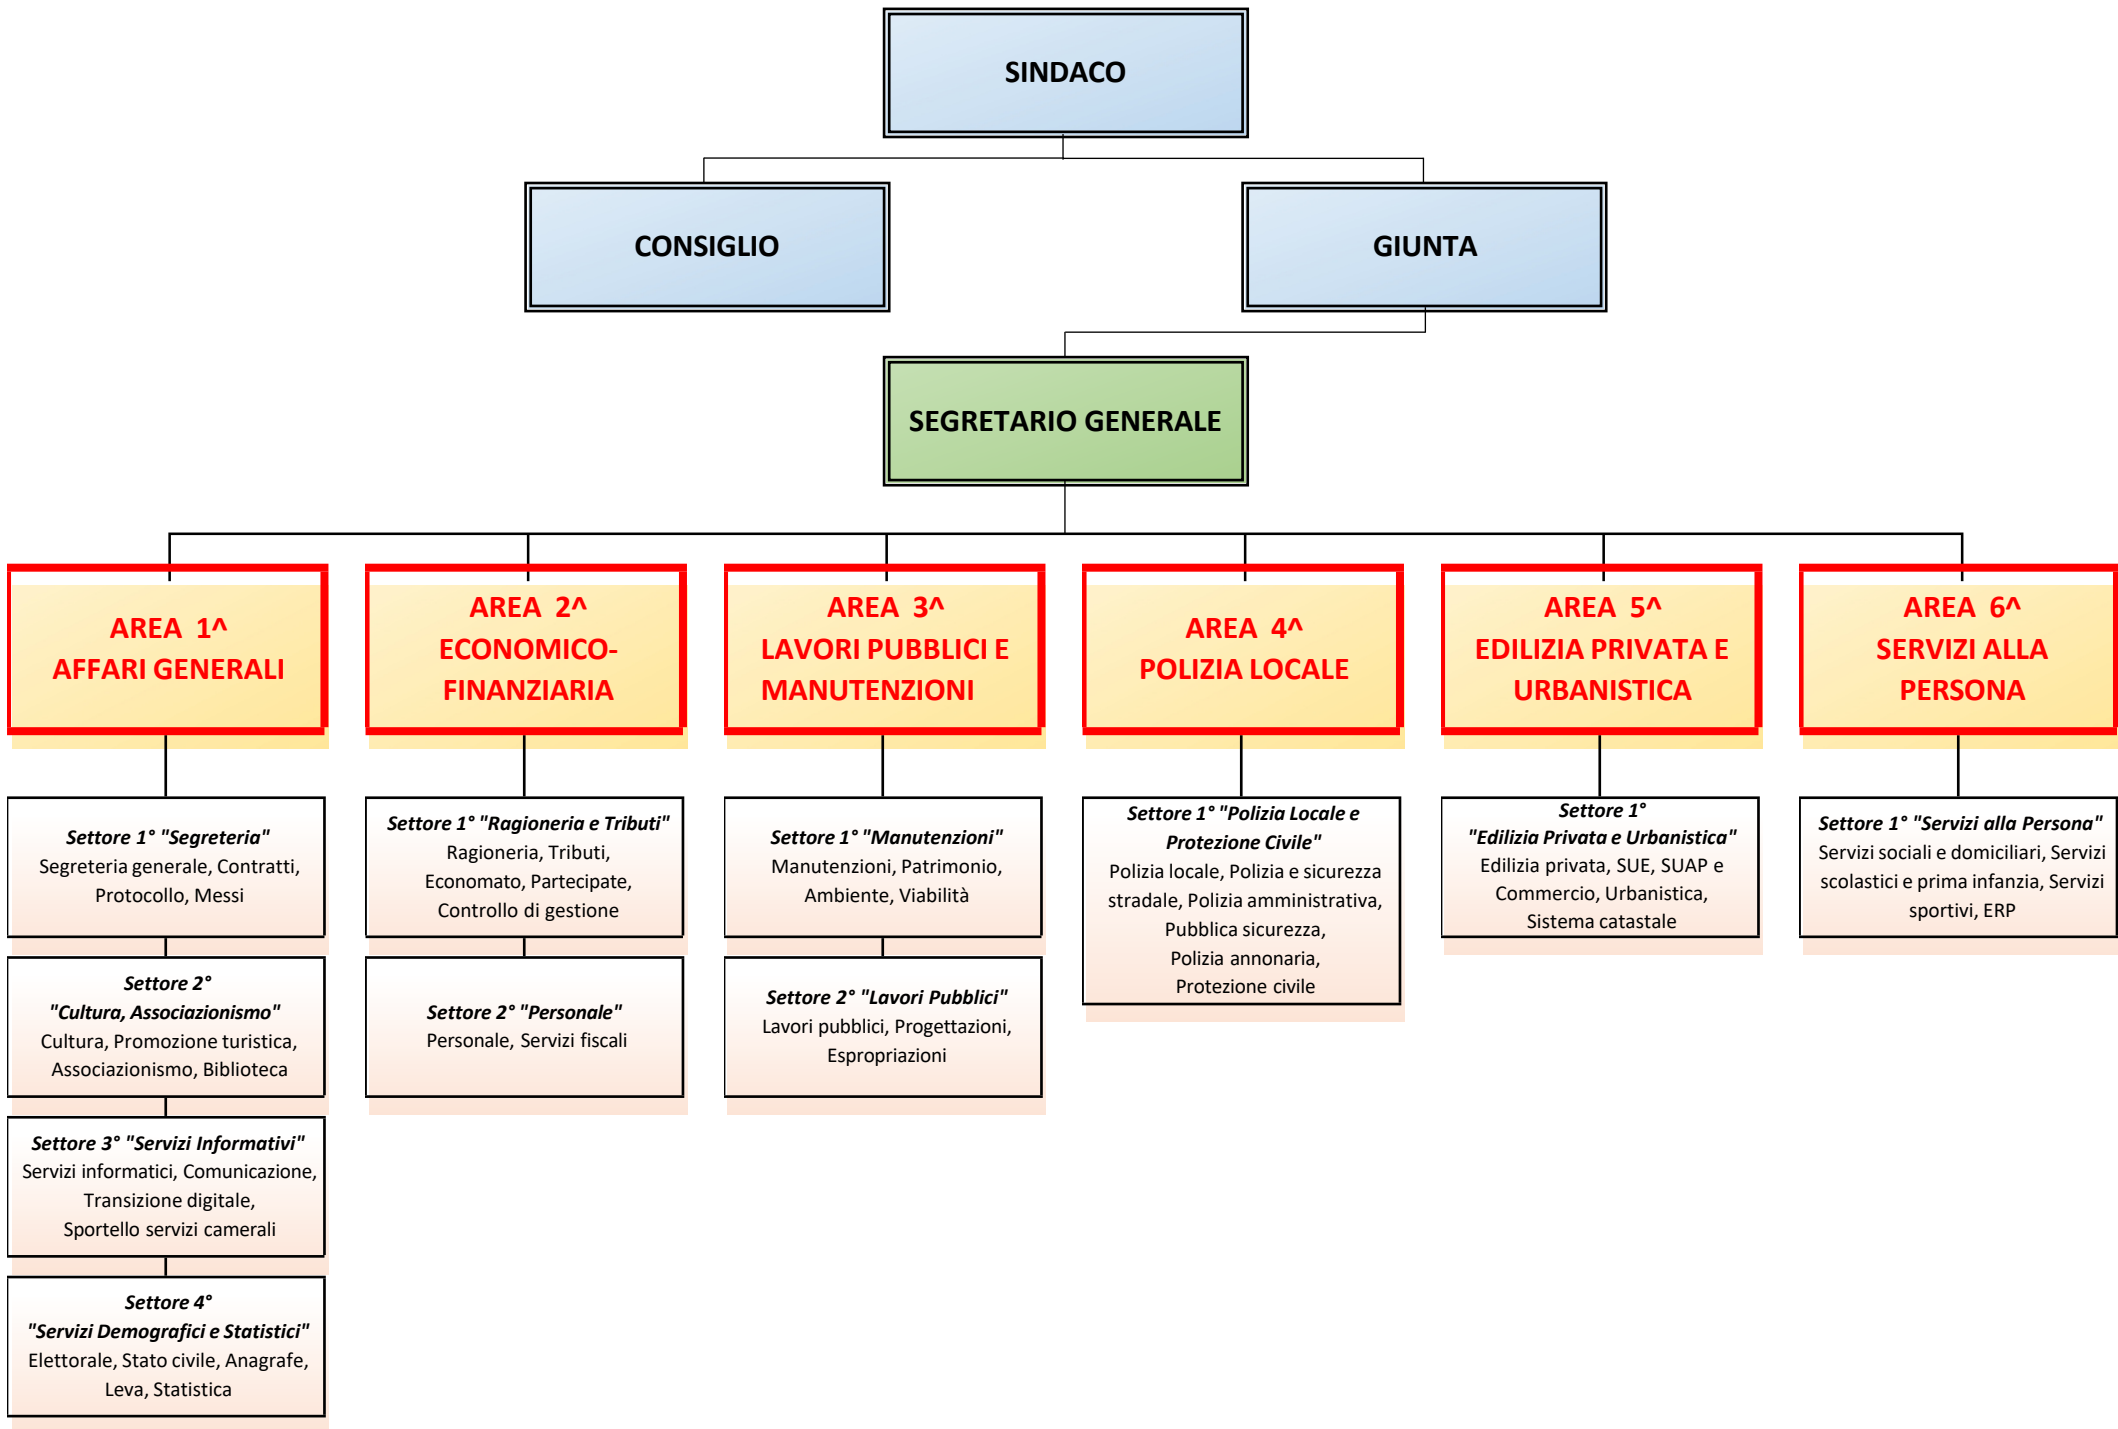 SINDACO
CONSIGLIO
GIUNTA
SEGRETARIO GENERALE
AREA 1^
AFFARI GENERALI
AREA 2^
ECONOMICO-
FINANZIARIA
AREA 3^
LAVORI PUBBLICI E
MANUTENZIONI
AREA 4^
POLIZIA LOCALE
AREA 5^
EDILIZIA PRIVATA E
URBANISTICA
AREA 6^
SERVIZI ALLA
PERSONA
Settore 1° "Segreteria"
Segreteria generale, Contratti,
Protocollo, Messi
Settore 1° "Ragioneria e Tributi"
Ragioneria, Tributi,
Economato, Partecipate,
Controllo di gestione
Settore 1° "Manutenzioni"
Manutenzioni, Patrimonio,
Ambiente, Viabilità
Settore 1° "Polizia Locale e
Protezione Civile"
Polizia locale, Polizia e sicurezza
stradale, Polizia amministrativa,
Pubblica sicurezza,
Polizia annonaria,
Protezione civile
Settore 1°
"Edilizia Privata e Urbanistica"
Edilizia privata, SUE, SUAP e
Commercio, Urbanistica,
Sistema catastale
Settore 1° "Servizi alla Persona"
Servizi sociali e domiciliari, Servizi
scolastici e prima infanzia, Servizi
sportivi, ERP
Settore 2°
"Cultura, Associazionismo"
Cultura, Promozione turistica,
Associazionismo, Biblioteca
Settore 2° "Personale"
Personale, Servizi fiscali
Settore 2° "Lavori Pubblici"
Lavori pubblici, Progettazioni,
Espropriazioni
Settore 3° "Servizi Informativi"
Servizi informatici, Comunicazione,
Transizione digitale,
Sportello servizi camerali
Settore 4°
"Servizi Demografici e Statistici"
Elettorale, Stato civile, Anagrafe,
Leva, Statistica